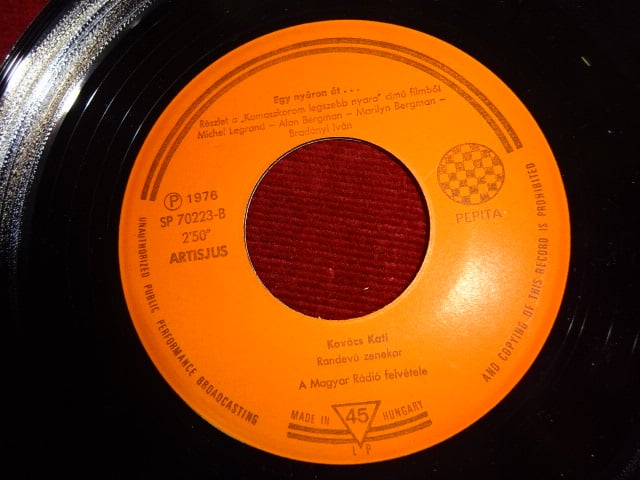 Egy nyáron át...
Részlet a „Kamaszkorom legszebb nyara" című filmből
Michel Legrand – Alan Bergman – Marilyn Bergman –
Bradányi Iván
Ⓟ 1976
SP 70223-B
2'50"
ARTISJUS
PEPITA
Kovács Kati
Randevú zenekar
A Magyar Rádió felvétele
UNAUTHORIZED PUBLIC PERFORMANCE BROADCASTING
AND COPYING OF THIS RECORD IS PROHIBITED
MADE IN 45 HUNGARY
L P